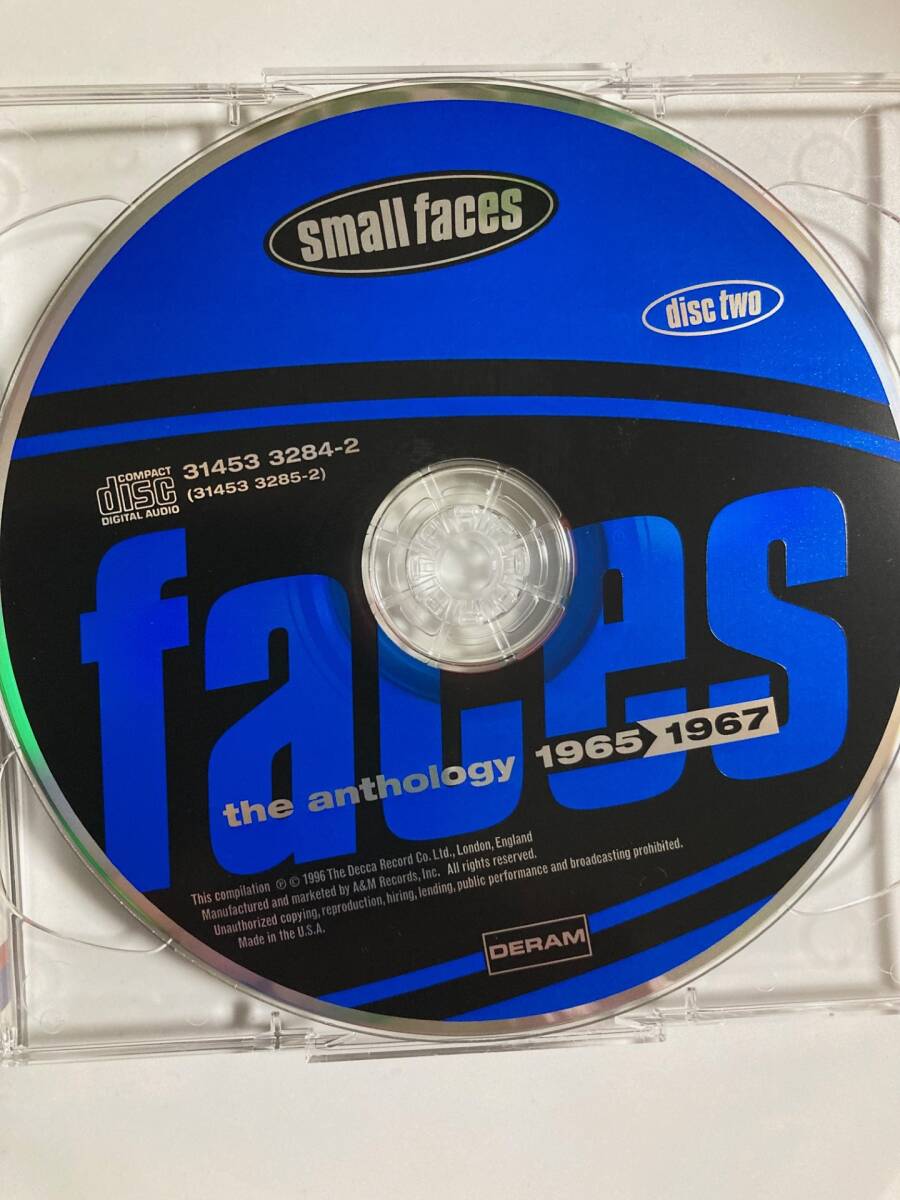 small faces
disc two
COMPACT
disc
DIGITAL AUDIO
31453 3284-2
(31453 3285-2)
faces
the anthology 1965 1967
This compilation ℗ © 1996 The Decca Record Co. Ltd., London, England
Manufactured and marketed by A&M Records, Inc. All rights reserved.
Unauthorized copying, reproduction, hiring, lending, public performance and broadcasting prohibited.
Made in the U.S.A.
DERAM